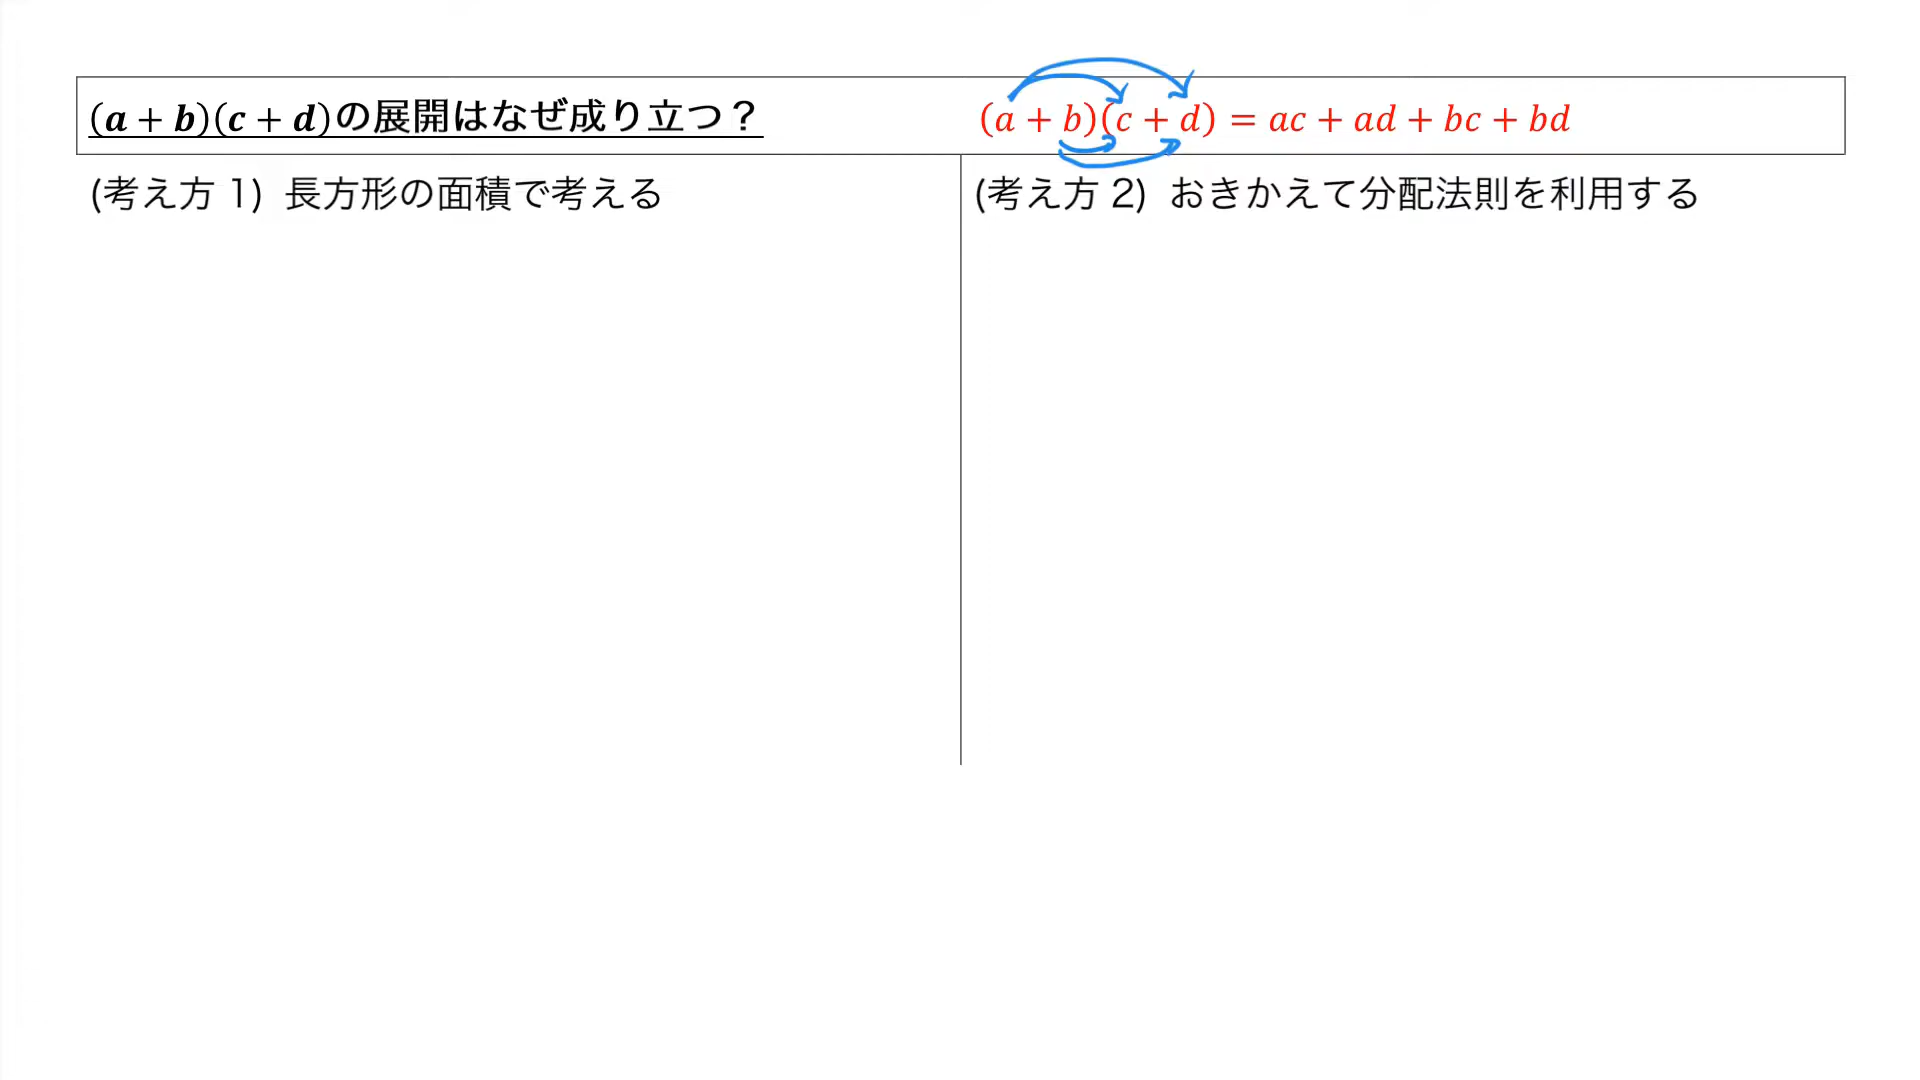 (a + b)(c + d)の展開はなぜ成り立つ？
(a + b)(c + d) = ac + ad + bc + bd
(考え方 1) 長方形の面積で考える
(考え方 2) おきかえて分配法則を利用する